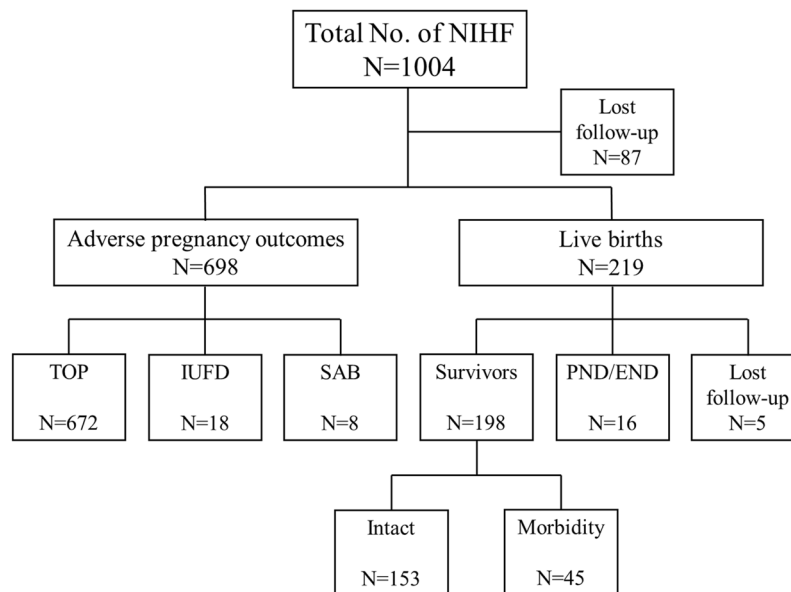 Total No. of NIHF
N=1004
Lost
follow-up
N=87
Adverse pregnancy outcomes
N=698
Live births
N=219
TOP
N=672
IUFD
N=18
SAB
N=8
Survivors
N=198
PND/END
N=16
Lost
follow-up
N=5
Intact
N=153
Morbidity
N=45